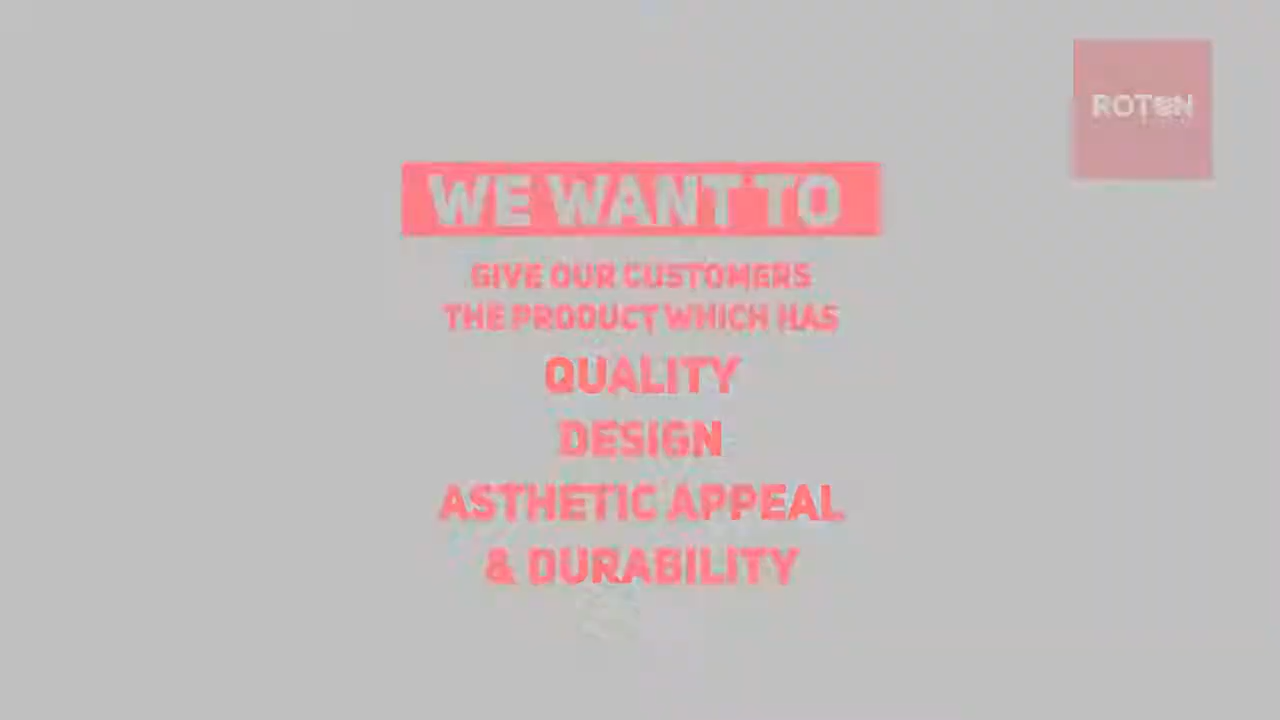 ROTON
WE WANT TO
GIVE OUR CUSTOMERS
THE PRODUCT WHICH HAS
QUALITY
DESIGN
ASTHETIC APPEAL
& DURABILITY